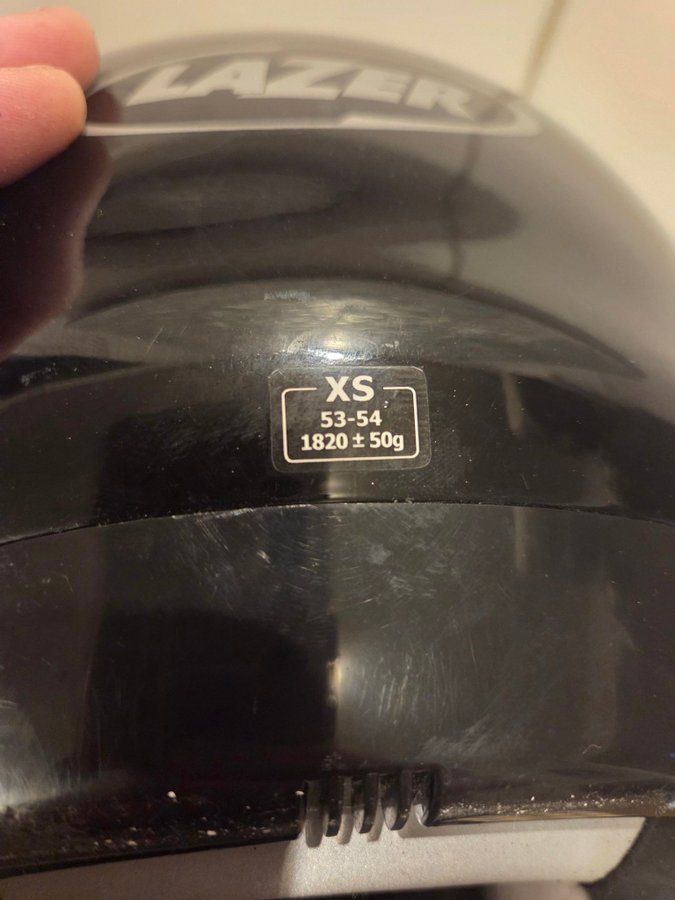 LAZER
XS
53-54
1820 ± 50g